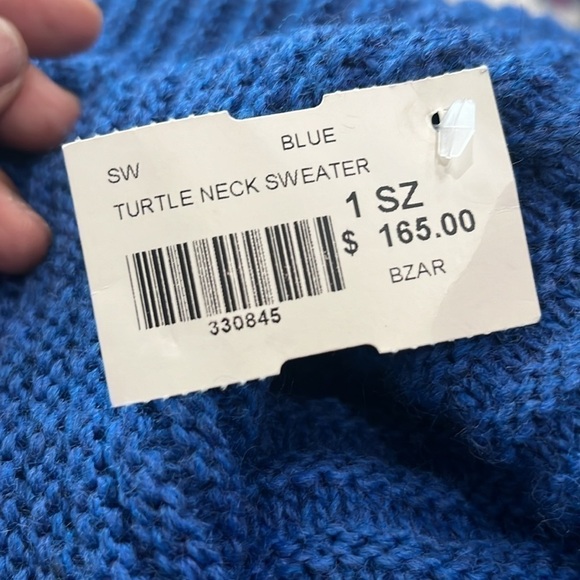 SW BLUE
TURTLE NECK SWEATER
1 SZ
$ 165.00
330845
BZAR